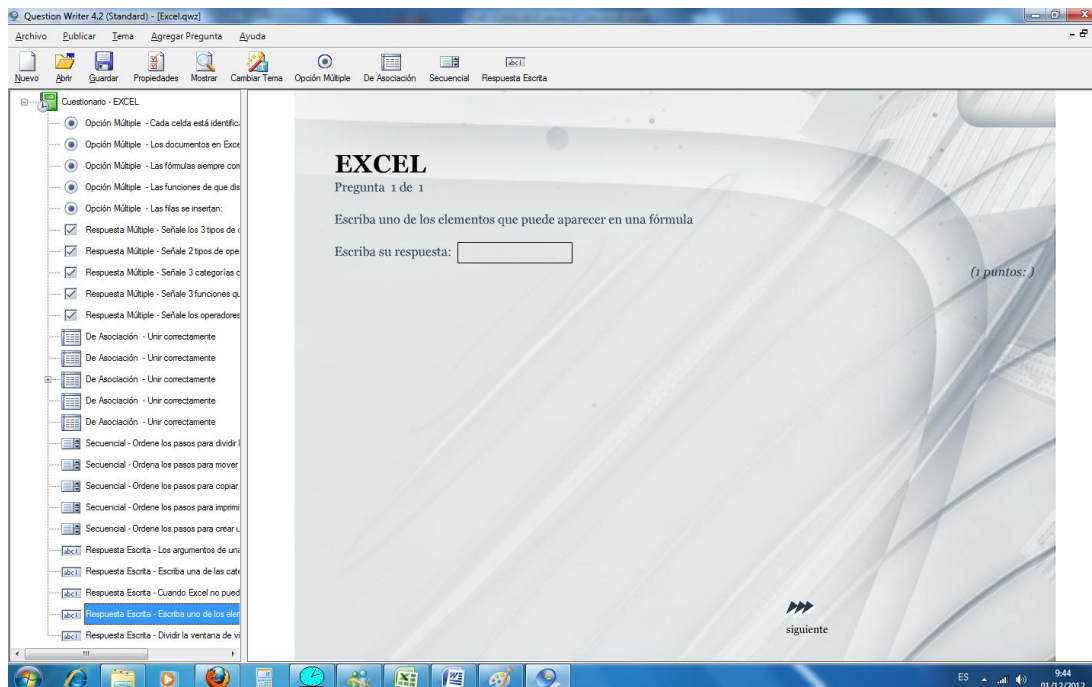 Question Writer 4.2 (Standard) - [Excel.qwz]
Archivo Publicar Tema Agregar Pregunta Ayuda
Nuevo Abrir Guardar Propiedades Mostrar Cambiar Tema Opción Múltiple De Asociación Secuencial Respuesta Escrita
Cuestionario - EXCEL
Opción Múltiple - Cada celda está identific
Opción Múltiple - Los documentos en Exce
Opción Múltiple - Las fórmulas siempre con
Opción Múltiple - Las funciones de que dis
Opción Múltiple - Las filas se insertan:
Respuesta Múltiple - Señale los 3 tipos de
Respuesta Múltiple - Señale 2 tipos de ope
Respuesta Múltiple - Señale 3 categorías
Respuesta Múltiple - Señale 3 funciones
Respuesta Múltiple - Señale los operadores
De Asociación - Unir correctamente
De Asociación - Unir correctamente
De Asociación - Unir correctamente
De Asociación - Unir correctamente
De Asociación - Unir correctamente
Secuencial - Ordene los pasos para dividir
Secuencial - Ordena los pasos para mover
Secuencial - Ordene los pasos para copiar
Secuencial - Ordene los pasos para imprimi
Secuencial - Ordene los pasos para crear
Respuesta Escrita - Los argumentos de una
Respuesta Escrita - Escriba una de las cate
Respuesta Escrita - Cuando Excel no pued
Respuesta Escrita - Escriba uno de los eler
Respuesta Escrita - Dividir la ventana de vi
EXCEL
Pregunta 1 de 1
Escriba uno de los elementos que puede aparecer en una fórmula
Escriba su respuesta:
(1 puntos: )
siguiente
ES 9:44
01/12/2012